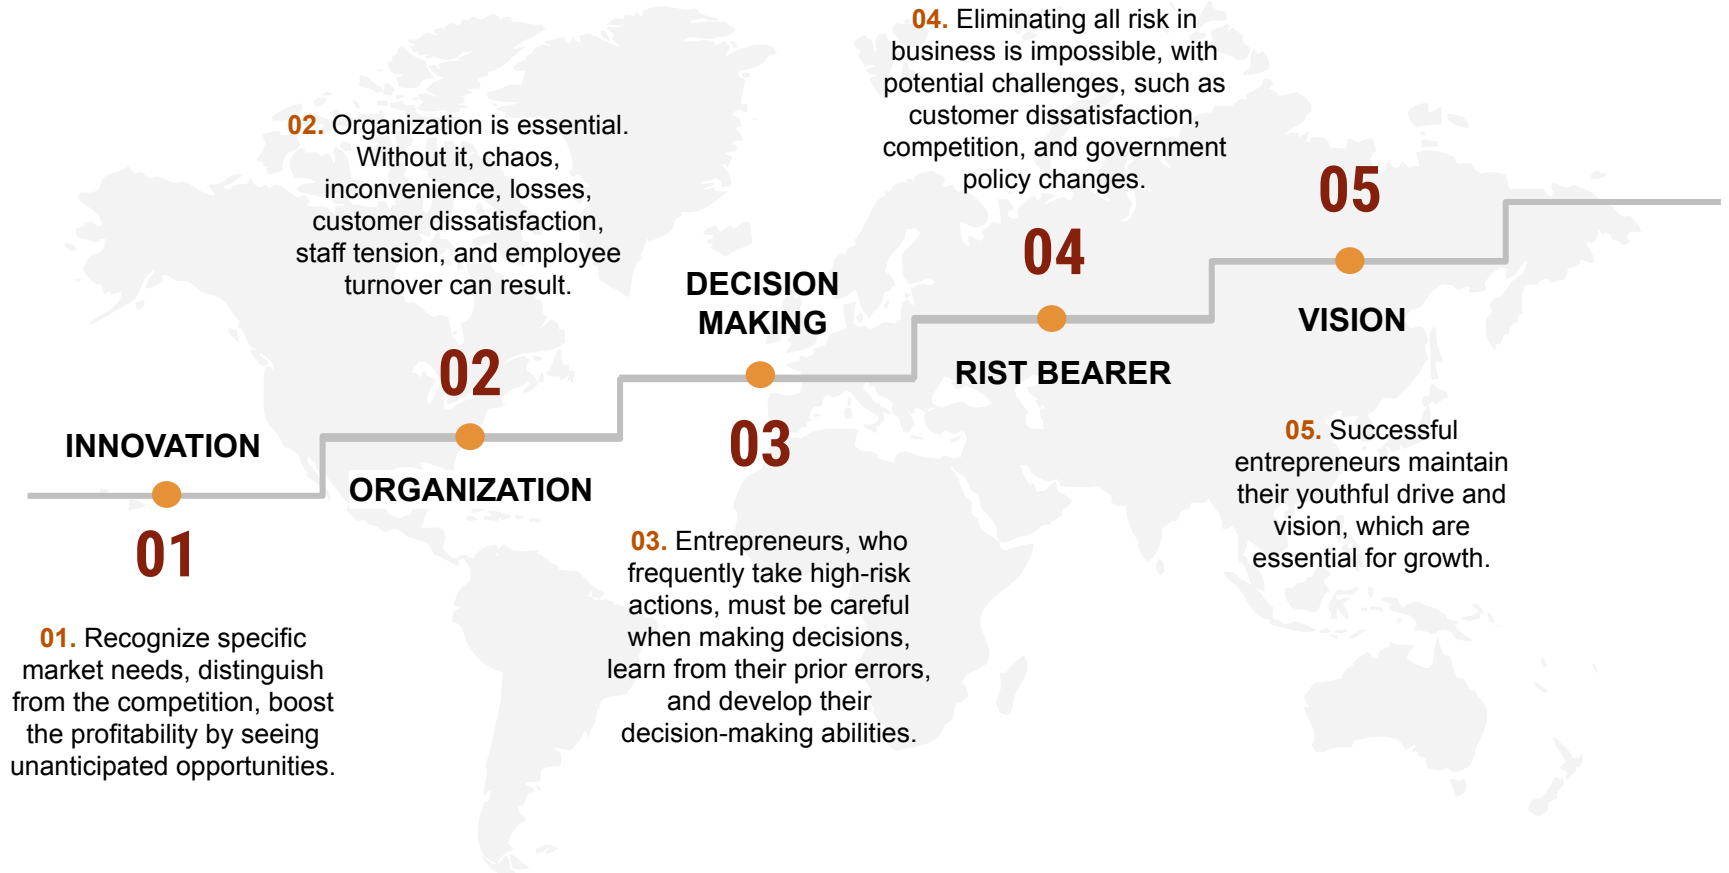 INNOVATION
01
01. Recognize specific
market needs, distinguish
from the competition, boost
the profitability by seeing
unanticipated opportunities.
02. Organization is essential.
Without it, chaos,
inconvenience, losses,
customer dissatisfaction,
staff tension, and employee
turnover can result.
02
ORGANIZATION
DECISION
MAKING
03
03. Entrepreneurs, who
frequently take high-risk
actions, must be careful
when making decisions,
learn from their prior errors,
and develop their
decision-making abilities.
04. Eliminating all risk in
business is impossible, with
potential challenges, such as
customer dissatisfaction,
competition, and government
policy changes.
04
RIST BEARER
05
VISION
05. Successful
entrepreneurs maintain
their youthful drive and
vision, which are
essential for growth.